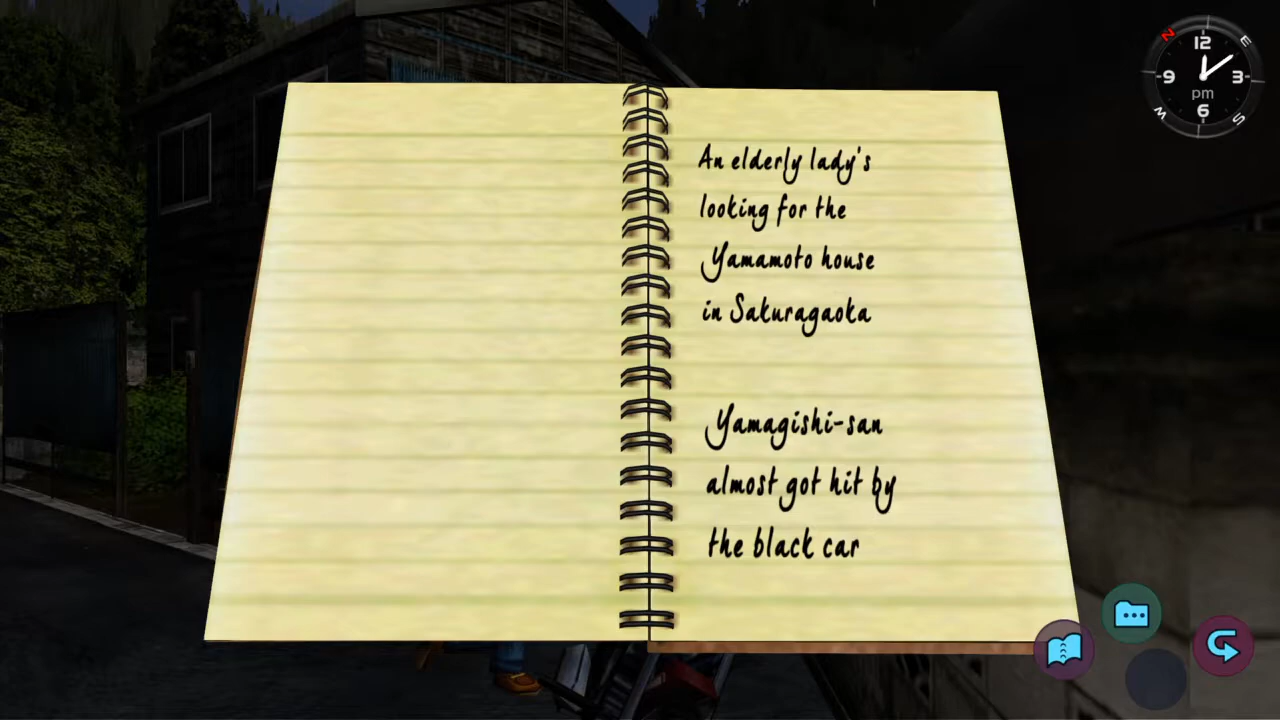 An elderly lady's
looking for the
Yamamoto house
in Sakuragaoka
Yamagishi-san
almost got hit by
the black car
N
12
E
9
3
pm
W
6
S